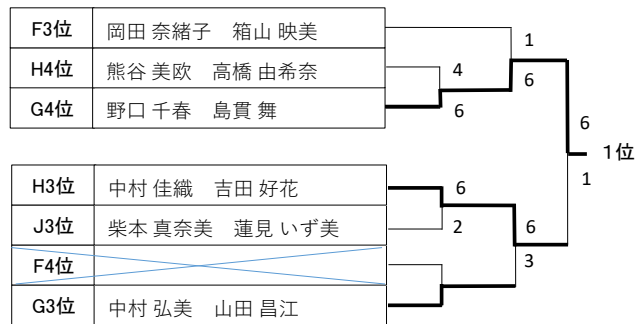 F3位 岡田 奈緒子 箱山 映美
1
H4位 熊谷 美欧 高橋 由希奈
4
6
G4位 野口 千春 島貫 舞
6
6
1位
1
H3位 中村 佳織 吉田 好花
6
J3位 柴本 真奈美 蓮見 いず美
2
6
F4位
3
G3位 中村 弘美 山田 昌江